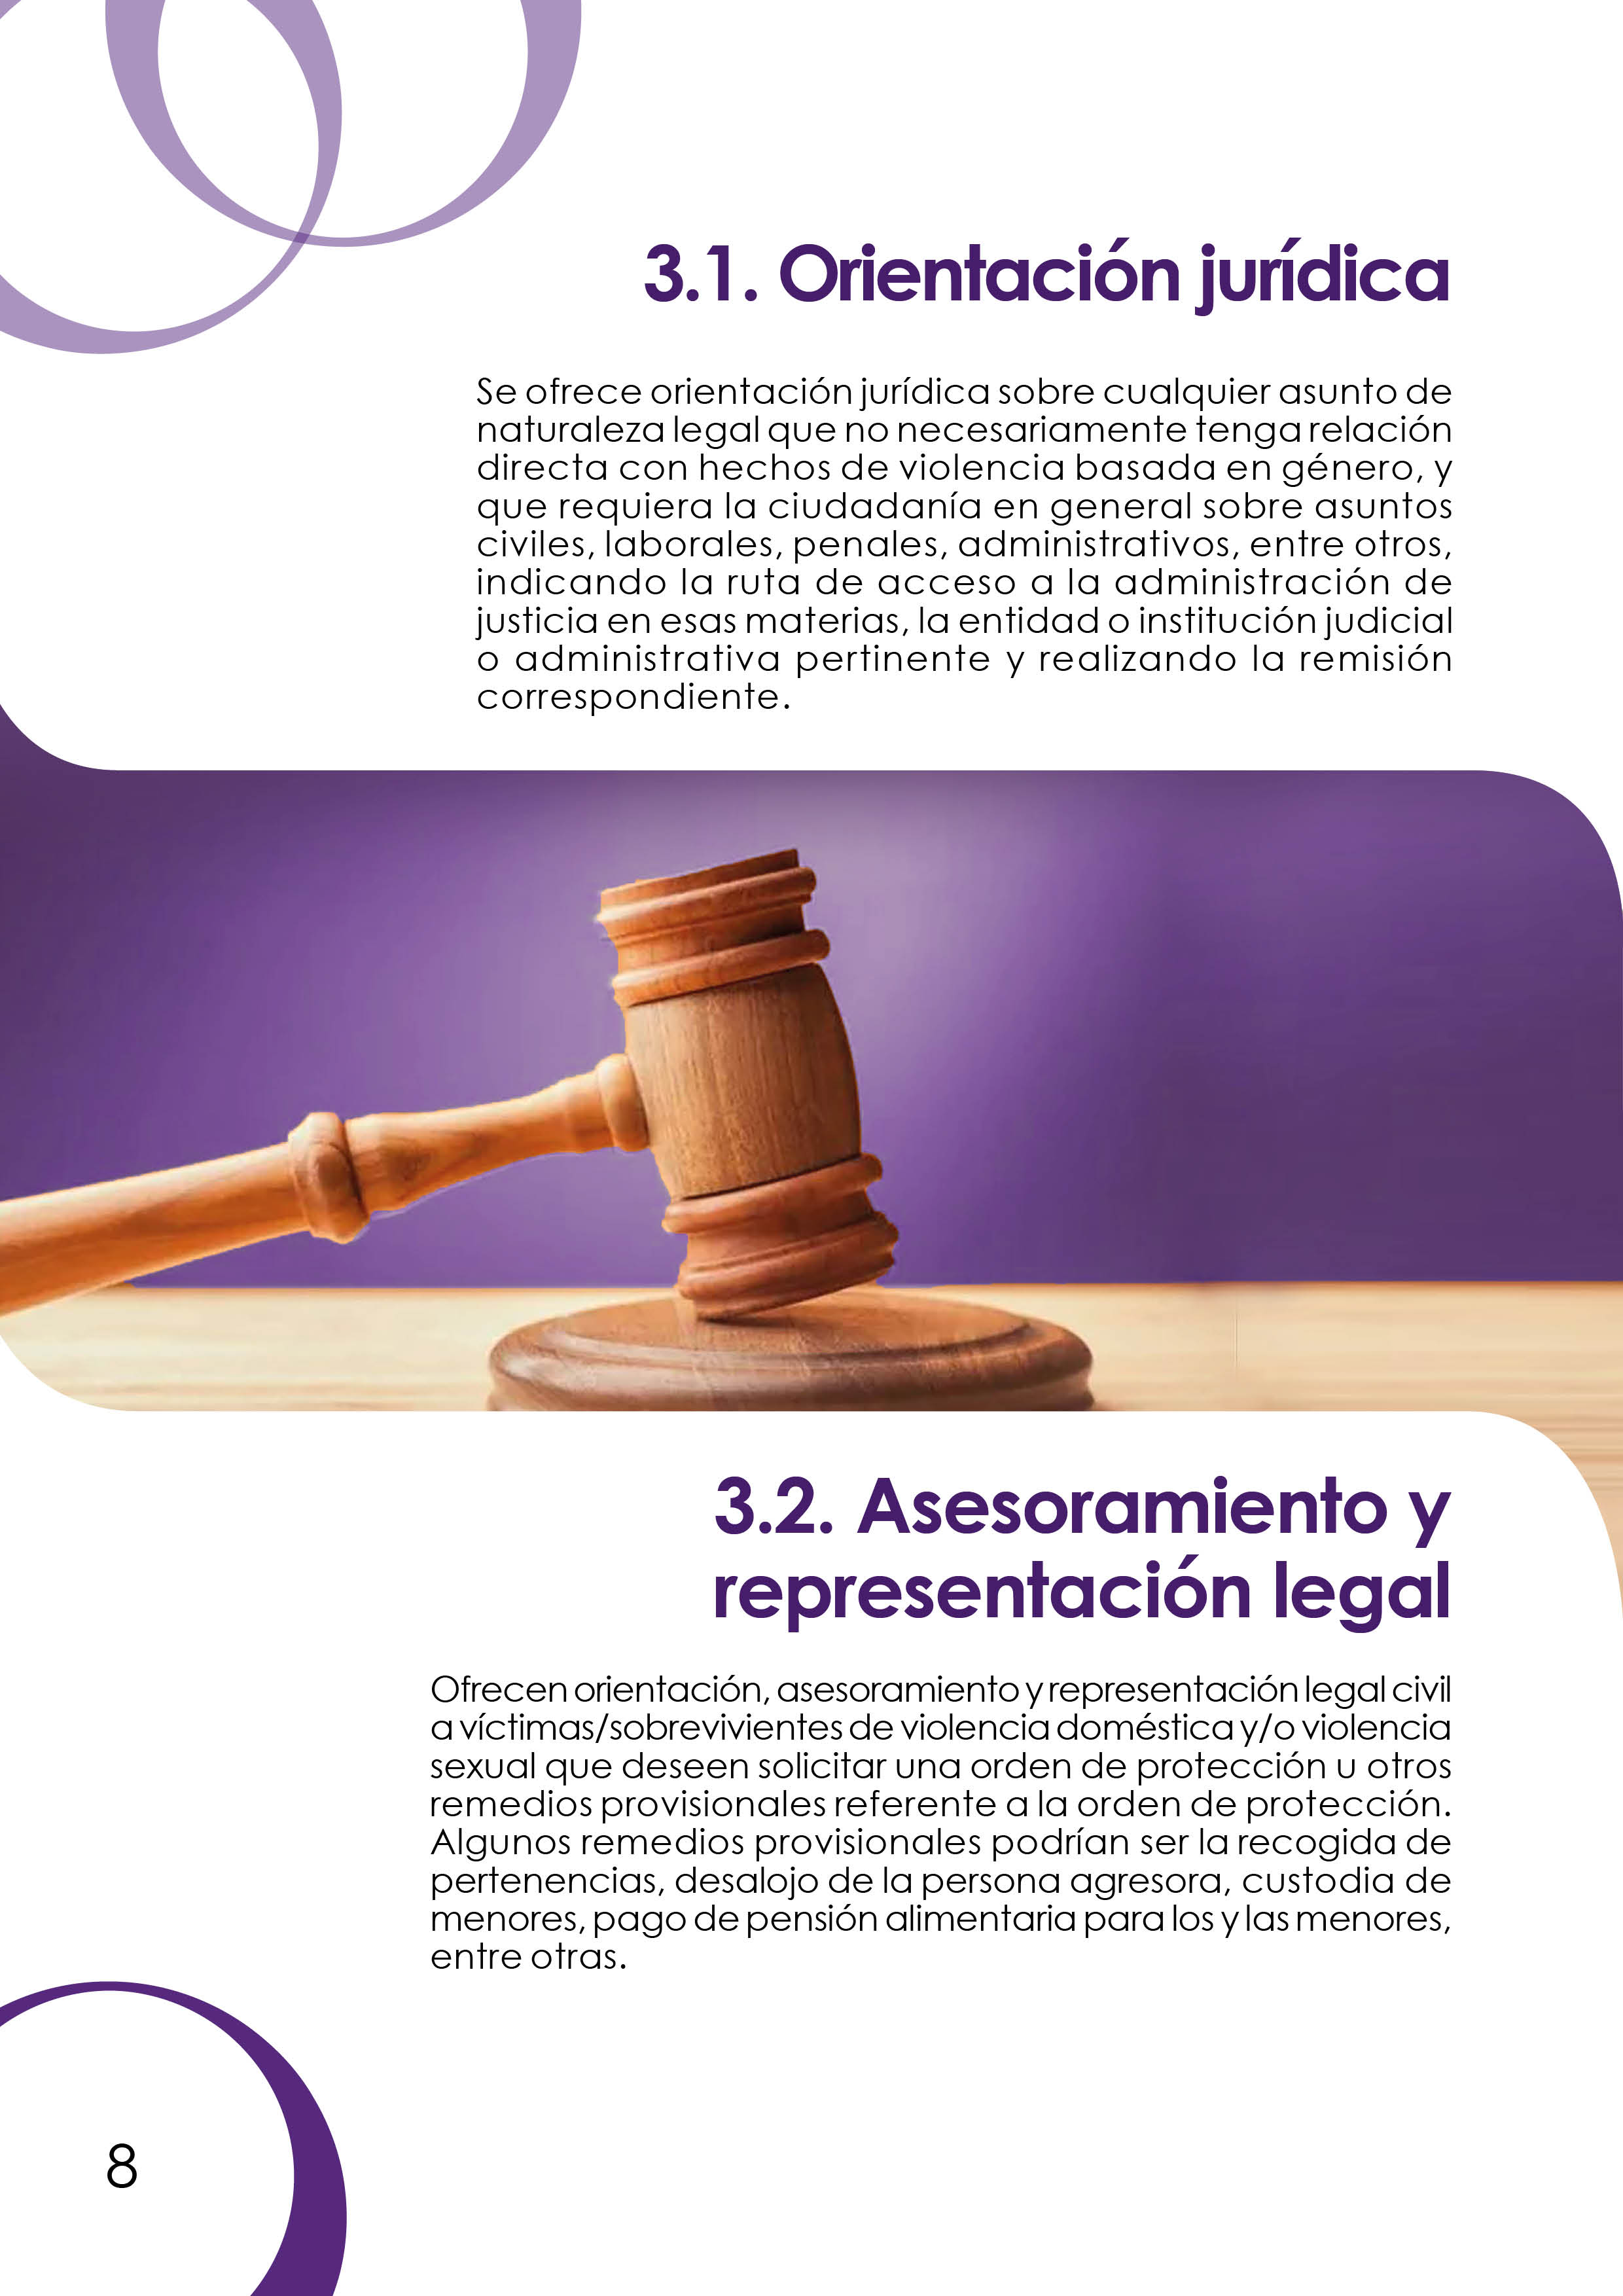 3.1. Orientación jurídica
Se ofrece orientación jurídica sobre cualquier asunto de
naturaleza legal que no necesariamente tenga relación
directa con hechos de violencia basada en género, y
que requiera la ciudadanía en general sobre asuntos
civiles, laborales, penales, administrativos, entre otros,
indicando la ruta de acceso a la administración de
justicia en esas materias, la entidad o institución judicial
o administrativa pertinente y realizando la remisión
correspondiente.
3.2. Asesoramiento y
representación legal
Ofrecen orientación, asesoramiento y representación legal civil
a víctimas/sobrevivientes de violencia doméstica y/o violencia
sexual que deseen solicitar una orden de protección u otros
remedios provisionales referente a la orden de protección.
Algunos remedios provisionales podrían ser la recogida de
pertenencias, desalojo de la persona agresora, custodia de
menores, pago de pensión alimentaria para los y las menores,
entre otras.
8